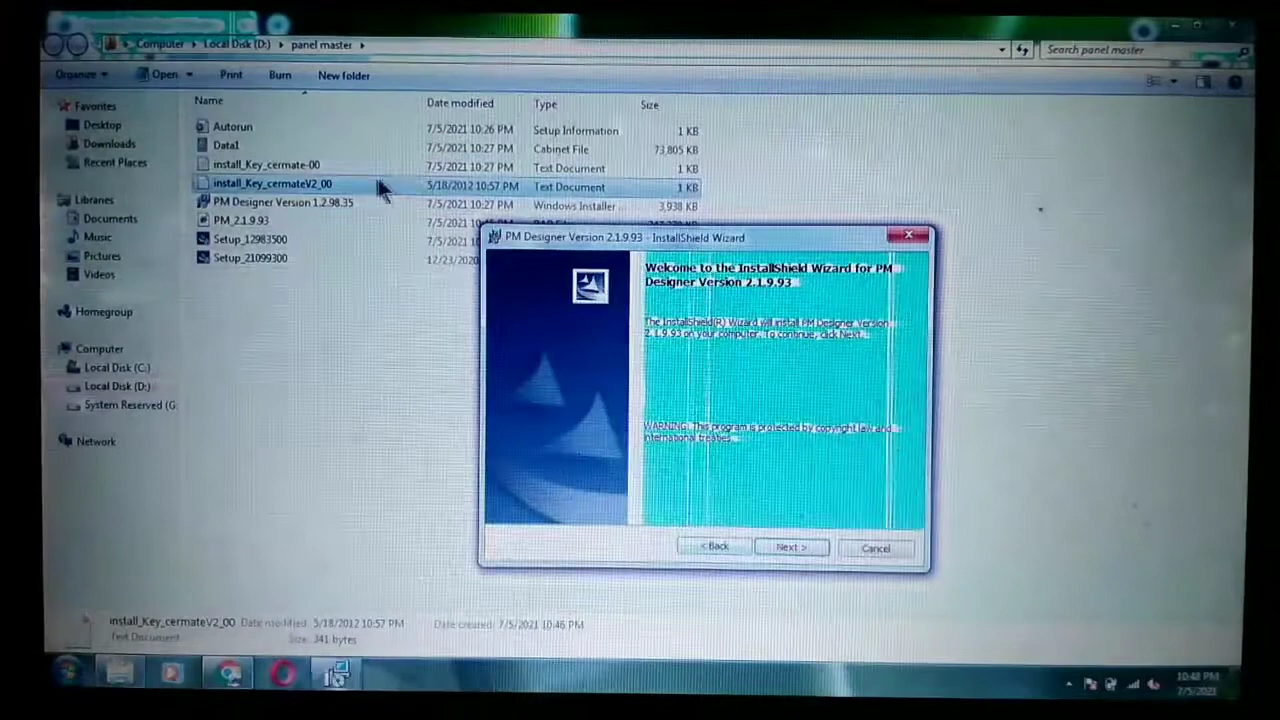 Computer Local Disk (D:) panel master
Search panel master
Organize Open Print Burn New folder
Name Date modified Type Size
Favorites
Desktop
Downloads
Recent Places
Libraries
Documents
Music
Pictures
Videos
Homegroup
Computer
Local Disk (C:)
Local Disk (D:)
System Reserved (G:
Network
Autorun 7/5/2021 10:26 PM Setup Information 1 KB
Data1 7/5/2021 10:27 PM Cabinet File 73,805 KB
install_Key_cermate-00 7/5/2021 10:27 PM Text Document 1 KB
install_Key_cermateV2_00 5/18/2012 10:57 PM Text Document 1 KB
PM Designer Version 1.2.98.35 7/5/2021 10:27 PM Windows Installer ... 3,938 KB
PM_2.1.9.93 7/5/2021
Setup_12983500 7/5/2021
Setup_21099300 12/23/2020
PM Designer Version 2.1.9.93 - InstallShield Wizard
Welcome to the InstallShield Wizard for PM
Designer Version 2.1.9.93
The InstallShield(R) Wizard will install PM Designer Version
2.1.9.93 on your computer. To continue, click Next.
WARNING: This program is protected by copyright law and
international treaties.
< Back Next > Cancel
install_Key_cermateV2_00 Date modified: 5/18/2012 10:57 PM Date created: 7/5/2021 10:46 PM
Text Document Size: 341 bytes
10:48 PM
7/5/2021